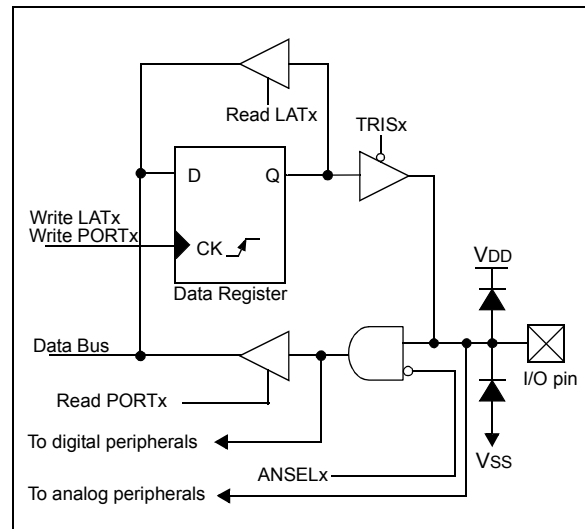 Read LATx
TRISx
D Q
Write LATx
Write PORTx
CK
Data Register
VDD
Data Bus
I/O pin
Read PORTx
To digital peripherals
VSS
ANSELx
To analog peripherals